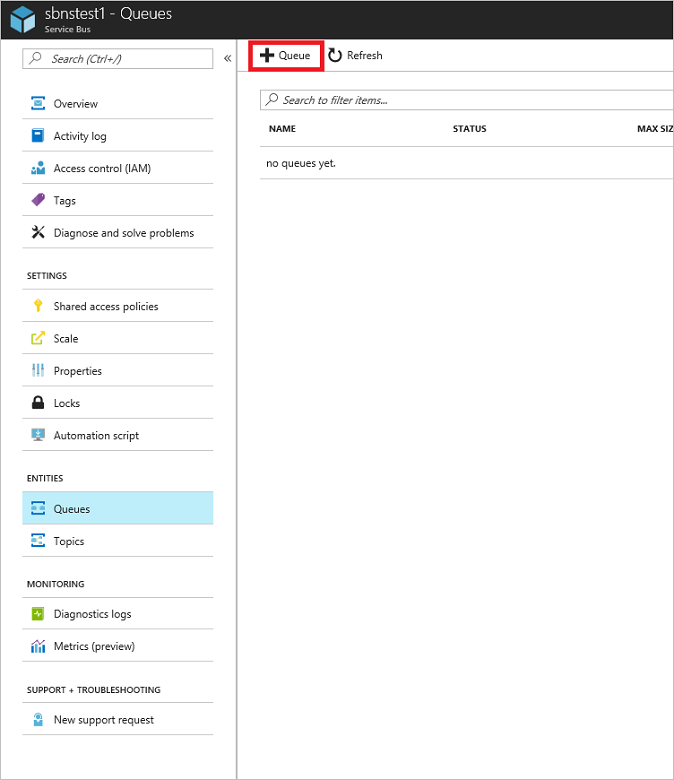 sbnstest1 - Queues
Service Bus
Search (Ctrl+/)
«
Overview
Activity log
Access control (IAM)
Tags
Diagnose and solve problems
SETTINGS
Shared access policies
Scale
Properties
Locks
Automation script
ENTITIES
Queues
Topics
MONITORING
Diagnostics logs
Metrics (preview)
SUPPORT + TROUBLESHOOTING
New support request
Queue Refresh
Search to filter items...
NAME STATUS MAX SIZ
no queues yet.